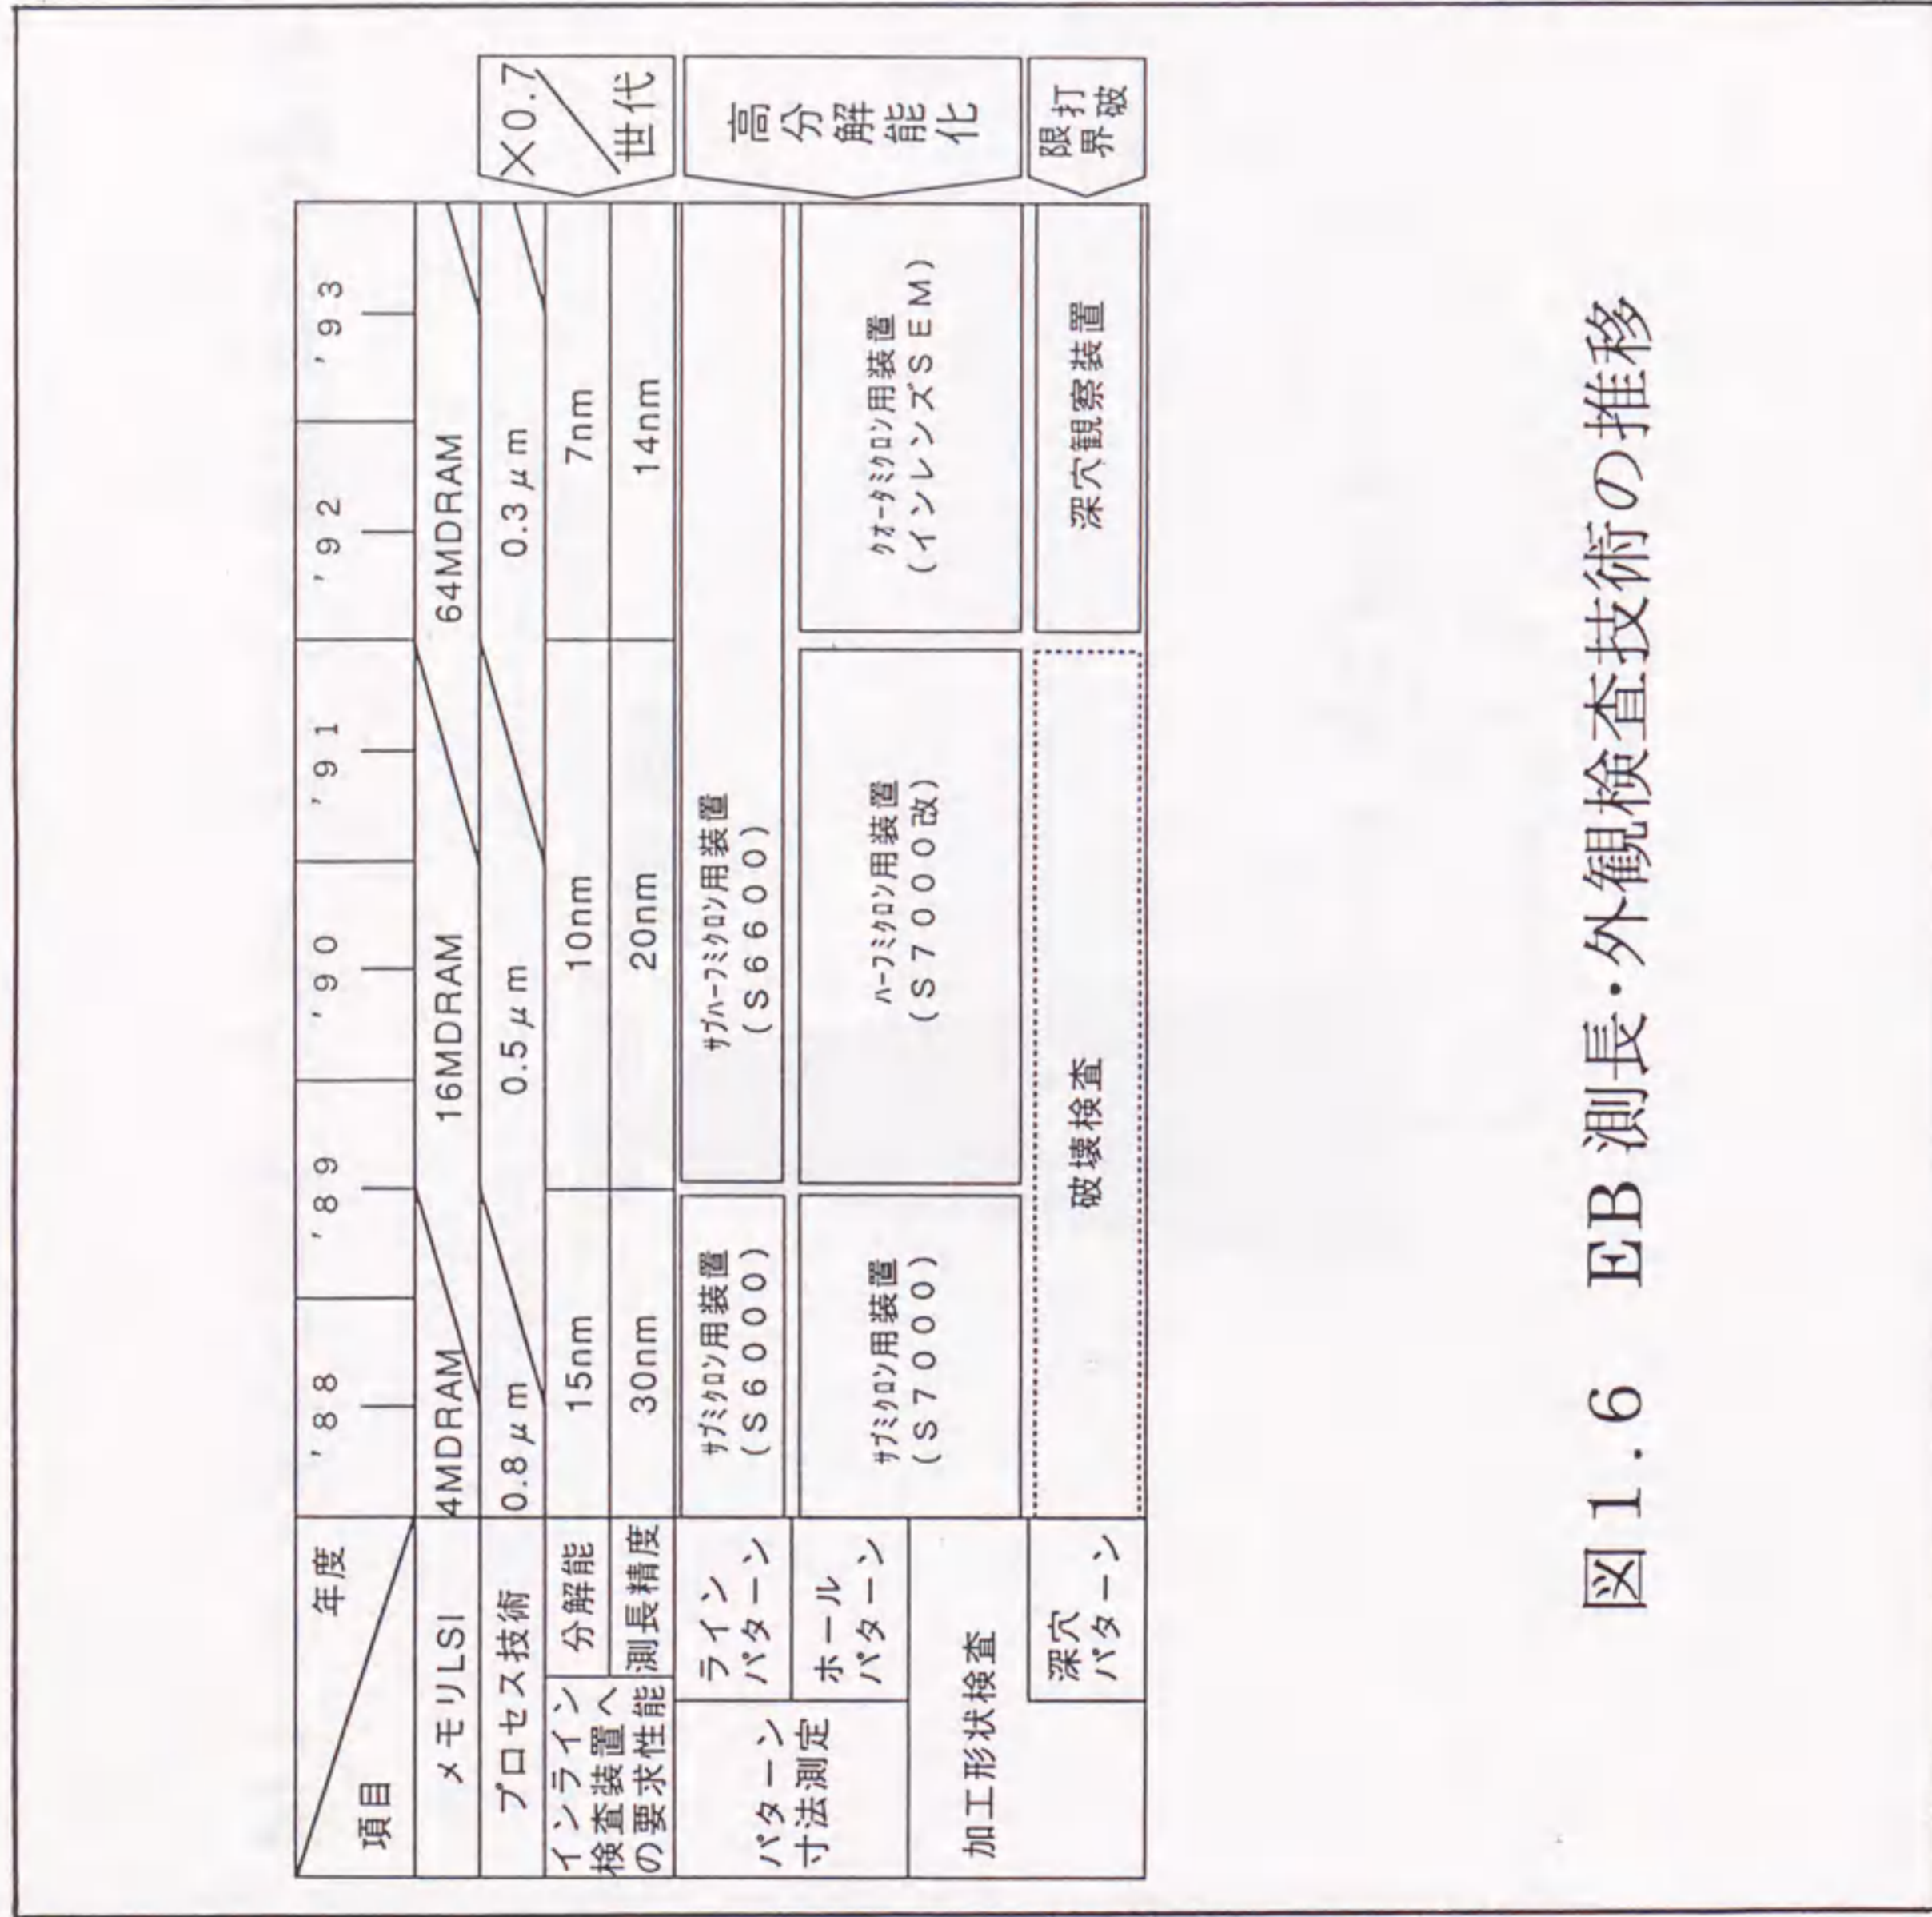 年度
項目
'88 '89 '90 '91 '92 '93
メモリLSI 4MDRAM 16MDRAM 64MDRAM
プロセス技術 0.8μm 0.5μm 0.3μm
インライン
検査装置へ
の要求性能
分解能 15nm 10nm 7nm
測長精度 30nm 20nm 14nm
×0.7/世代
パターン
寸法測定
ライン
パターン
サブミクロン用装置
(S6000)
サブハーフミクロン用装置
(S6600)
ホール
パターン
加工形状検査
サブミクロン用装置
(S7000)
ハーフミクロン用装置
(S7000改)
クオータミクロン用装置
(インレンズSEM)
高分解能化
深穴
パターン
破壊検査
深穴観察装置
限界
打破
図1.6 EB測長・外観検査技術の推移